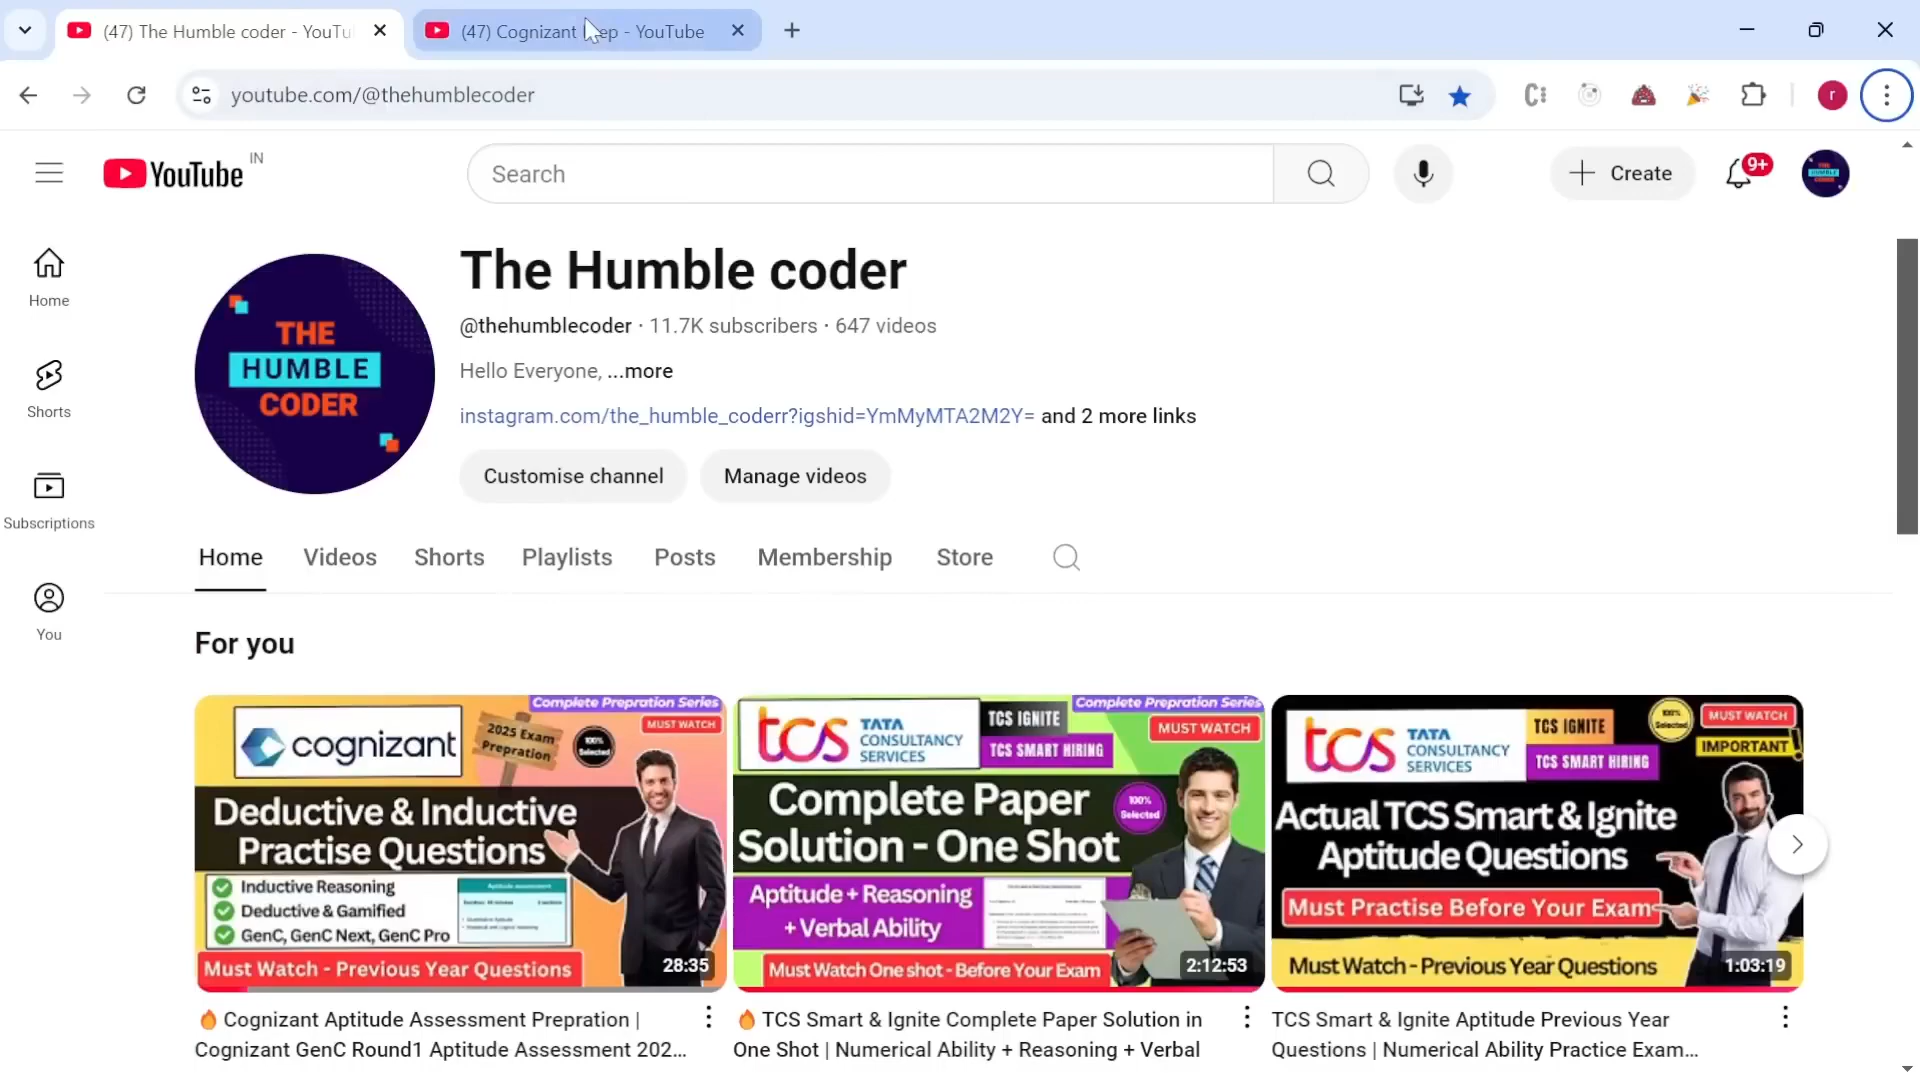 (47) The Humble coder - YouTu
(47) Cognizant ep - YouTube
youtube.com/@thehumblecoder
r
YouTube IN
Search
Create
9+
Home
Shorts
Subscriptions
You
THE
HUMBLE
CODER
The Humble coder
@thehumblecoder · 11.7K subscribers · 647 videos
Hello Everyone, ...more
instagram.com/the_humble_coderr?igshid=YmMyMTA2M2Y= and 2 more links
Customise channel
Manage videos
Home
Videos
Shorts
Playlists
Posts
Membership
Store
For you
Complete Prepration Series
cognizant
2025 Exam
Prepration
100%
Selected
MUST WATCH
Deductive & Inductive
Practise Questions
Inductive Reasoning
Deductive & Gamified
GenC, GenC Next, GenC Pro
Aptitude assessment
Must Watch - Previous Year Questions
28:35
🔥 Cognizant Aptitude Assessment Prepration |
Cognizant GenC Round1 Aptitude Assessment 202...
Complete Prepration Series
tcs TATA
CONSULTANCY
SERVICES
TCS IGNITE
TCS SMART HIRING
MUST WATCH
Complete Paper
Solution - One Shot
100%
Selected
Aptitude + Reasoning
+ Verbal Ability
Must Watch One shot - Before Your Exam
2:12:53
🔥 TCS Smart & Ignite Complete Paper Solution in
One Shot | Numerical Ability + Reasoning + Verbal
tcs TATA
CONSULTANCY
SERVICES
TCS IGNITE
TCS SMART HIRING
100%
Selected
MUST WATCH
IMPORTANT
Actual TCS Smart & Ignite
Aptitude Questions
Must Practise Before Your Exam
Must Watch - Previous Year Questions
1:03:19
TCS Smart & Ignite Aptitude Previous Year
Questions | Numerical Ability Practice Exam...